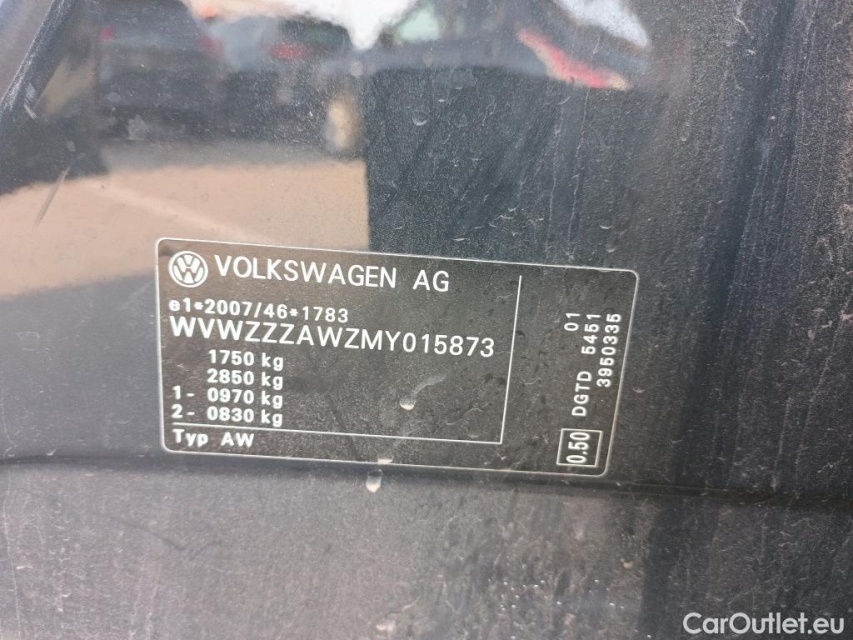 VOLKSWAGEN AG
e1*2007/46*1783
WVWZZZAWZMY015873
1750 kg
2850 kg
1- 0970 kg
2- 0830 kg
Typ AW
01
DGTD 5451
3950335
0.50
CarOutlet.eu